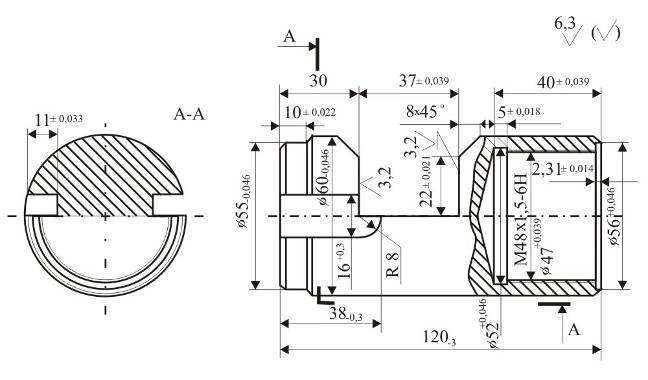 6,3 (√)
A
30
37± 0,039
40± 0,039
11± 0,033
A-A
10± 0,022
8x45°
5± 0,018
3,2
3,2
2,31± 0,014
22± 0,021
ø60-0,046
ø55-0,046
M48x1,5-6H
ø47+0,039
ø56+0,046
16+0,3
R 8
38-0,3
ø52+0,046
A
120-3